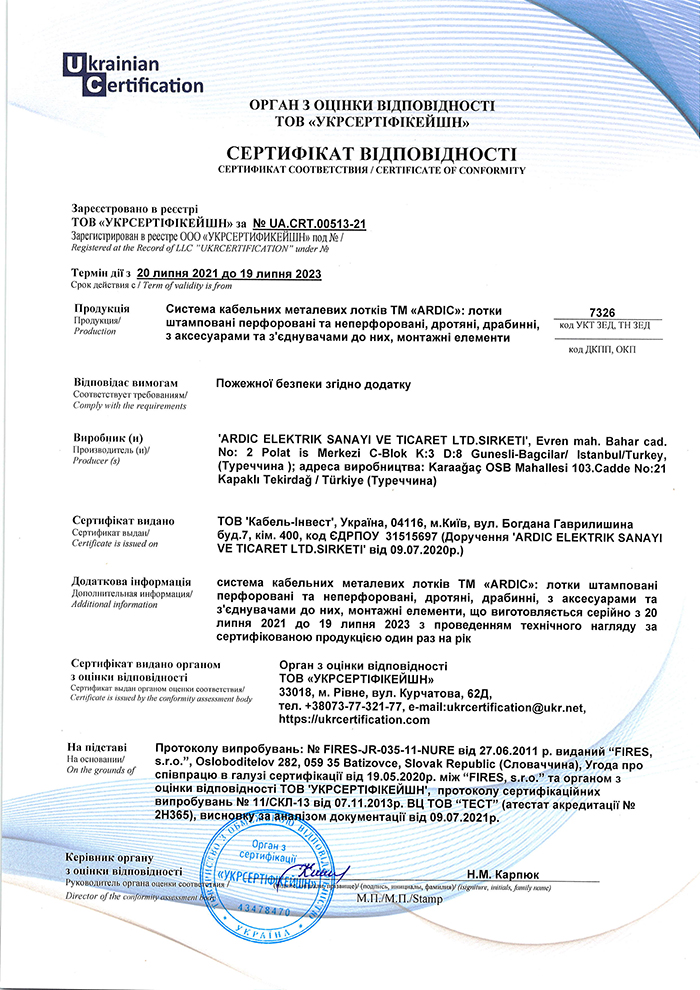 Ukrainian
Certification
ОРГАН З ОЦІНКИ ВІДПОВІДНОСТІ
ТОВ «УКРСЕРТІФІКЕЙШН»
СЕРТИФІКАТ ВІДПОВІДНОСТІ
СЕРТИФИКАТ СООТВЕТСТВИЯ / CERTIFICATE OF CONFORMITY
Зареєстровано в реєстрі
ТОВ «УКРСЕРТІФІКЕЙШН» за № UA.CRT.00513-21
Зарегистрирован в реестре ООО «УКРСЕРТИФИКЕЙШН» под № /
Registered at the Record of LLC "UKRCERTIFICATION" under №
Термін дії з 20 липня 2021 до 19 липня 2023
Срок действия с / Term of validity is from
Продукція
Продукция/
Production
Система кабельних металевих лотків ТМ «ARDIC»: лотки
штамповані перфоровані та неперфоровані, дротяні, драбинні,
з аксесуарами та з'єднувачами до них, монтажні елементи
7326
код УКТ ЗЕД, ТН ЗЕД
код ДКПП, ОКП
Відповідає вимогам
Соответствует требованиям/
Comply with the requirements
Пожежної безпеки згідно додатку
Виробник (и)
Производитель (и)/
Producer (s)
'ARDIC ELEKTRIK SANAYI VE TICARET LTD.SIRKETI', Evren mah. Bahar cad.
No: 2 Polat is Merkezi C-Blok K:3 D:8 Gunesli-Bagcilar/ Istanbul/Turkey,
(Туреччина ); адреса виробництва: Karaağaç OSB Mahallesi 103.Cadde No:21
Kapaklı Tekirdağ / Türkiye (Туреччина)
Сертифікат видано
Сертификат выдан/
Certificate is issued on
ТОВ 'Кабель-Інвест', Україна, 04116, м.Київ, вул. Богдана Гаврилишина
буд.7, кім. 400, код ЄДРПОУ 31515697 (Доручення 'ARDIC ELEKTRIK SANAYI
VE TICARET LTD.SIRKETI' від 09.07.2020р.)
Додаткова інформація
Дополнительная информация/
Additional information
система кабельних металевих лотків ТМ «ARDIC»: лотки штамповані
перфоровані та неперфоровані, дротяні, драбинні, з аксесуарами та
з'єднувачами до них, монтажні елементи, що виготовляється серійно з 20
липня 2021 до 19 липня 2023 з проведенням технічного нагляду за
сертифікованою продукцією один раз на рік
Сертифікат видано органом
з оцінки відповідності
Сертификат выдан органом оценки соответствия/
Certificate is issued by the conformity assessment body
Орган з оцінки відповідності
ТОВ «УКРСЕРТІФІКЕЙШН»
33018, м. Рівне, вул. Курчатова, 62Д,
тел. +38073-77-321-77, e-mail:ukrcertification@ukr.net,
https://ukrcertification.com
На підставі
На основании/
On the grounds of
Протоколу випробувань: № FIRES-JR-035-11-NURE від 27.06.2011 р. виданий “FIRES,
s.r.o.”, Osloboditelov 282, 059 35 Batizovce, Slovak Republic (Словаччина), Угода про
співпрацю в галузі сертифікації від 19.05.2020р. між “FIRES, s.r.o.” та органом з
оцінки відповідності ТОВ 'УКРСЕРТІФІКЕЙШН', протоколу сертифікаційних
випробувань № 11/СКЛ-13 від 07.11.2013р. ВЦ ТОВ “ТЕСТ” (атестат акредитації №
2Н365), висновку за аналізом документації від 09.07.2021р.
Керівник органу
з оцінки відповідності
Руководитель органа оценки соответствия /
Director of the conformity assessment body
Н.М. Карпюк
(подпись, инициалы, фамилия)/ (signiture, initials, family name)
М.П./М.П./Stamp
Орган з
сертифікації
«УКРСЕРТІФІКЕЙШН»
43478470
УКРАЇНА